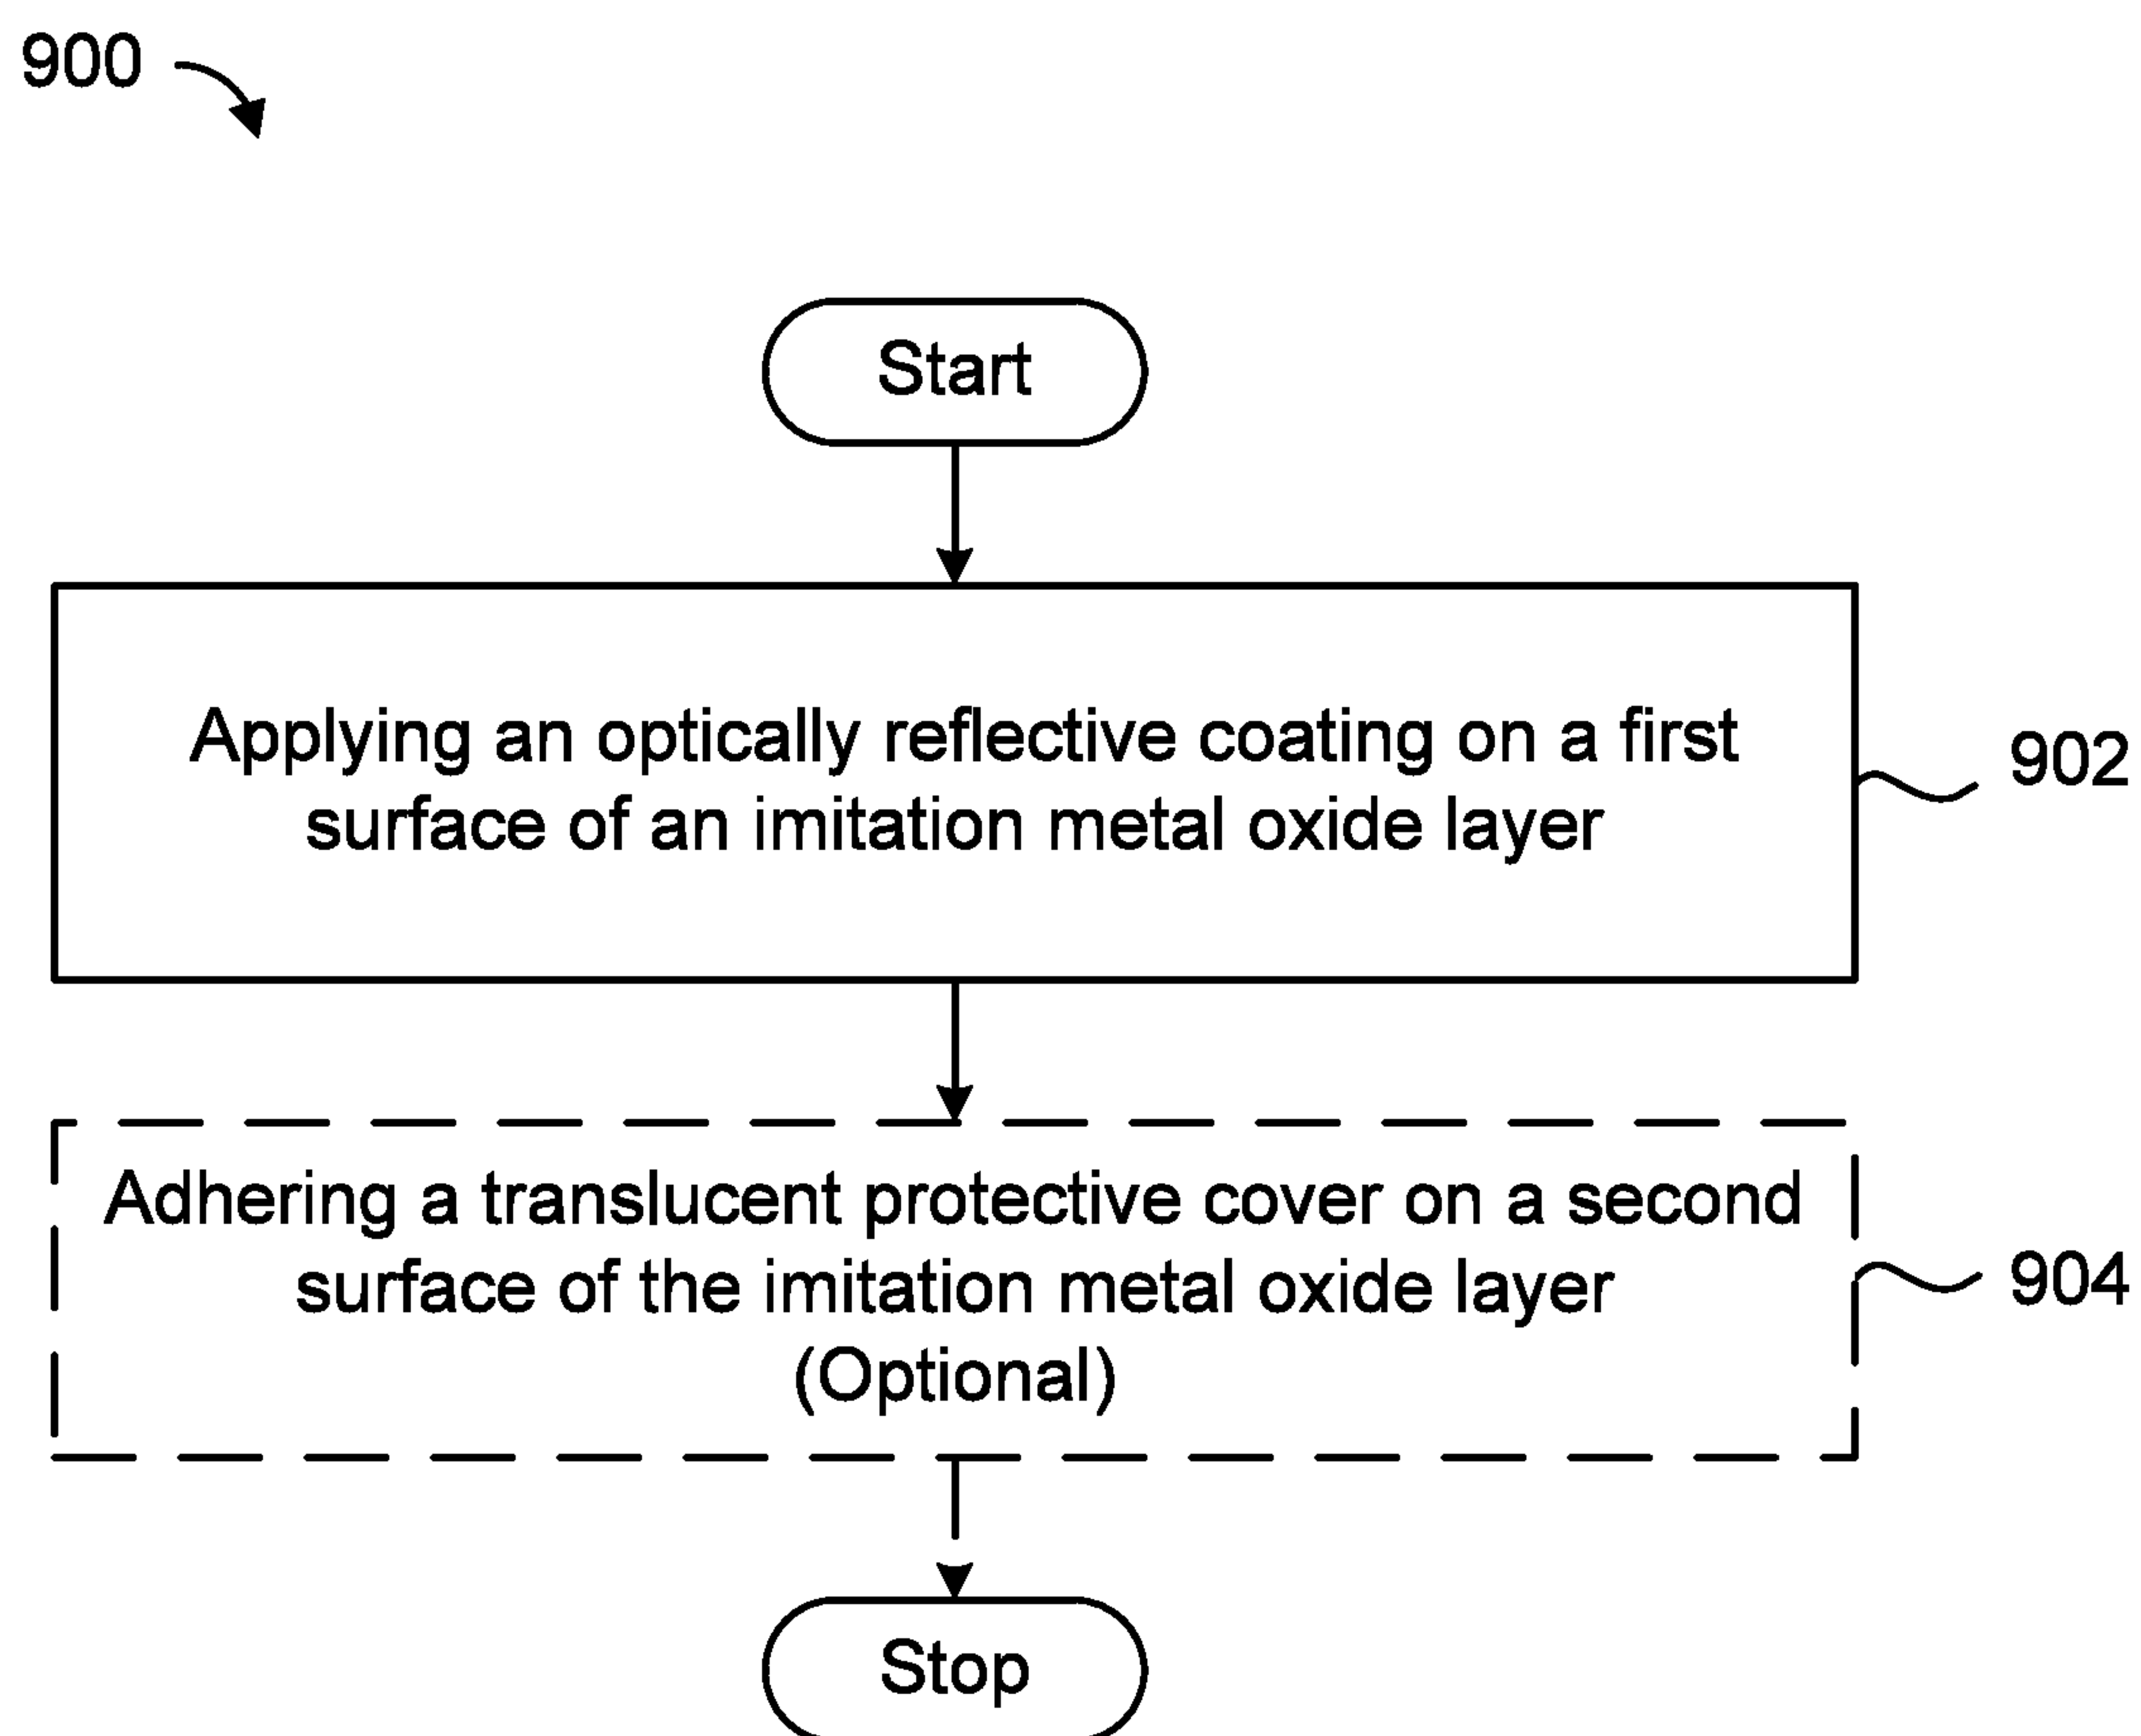 900
Start
Applying an optically reflective coating on a first
surface of an imitation metal oxide layer
902
Adhering a translucent protective cover on a second
surface of the imitation metal oxide layer
(Optional)
904
Stop